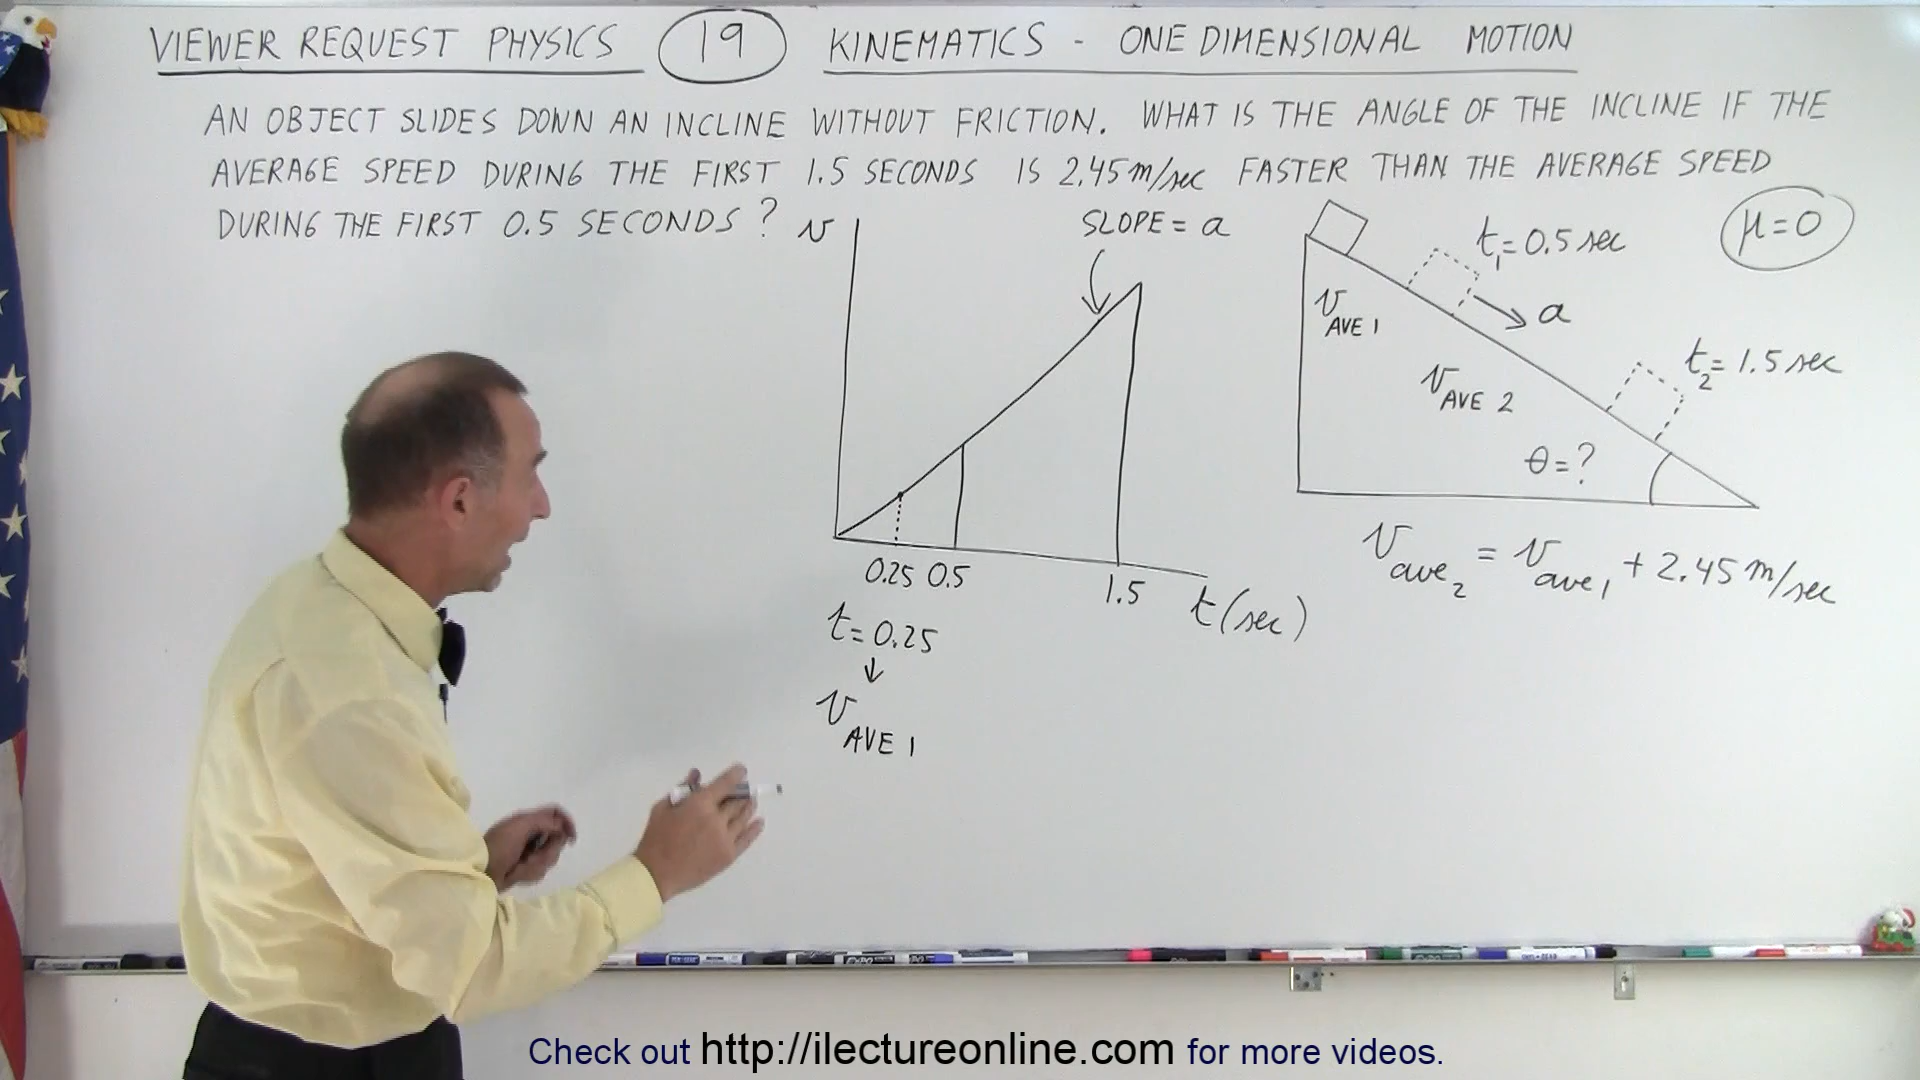 VIEWER REQUEST PHYSICS 19 KINEMATICS - ONE DIMENSIONAL MOTION
AN OBJECT SLIDES DOWN AN INCLINE WITHOUT FRICTION. WHAT IS THE ANGLE OF THE INCLINE IF THE
AVERAGE SPEED DURING THE FIRST 1.5 SECONDS IS 2.45 m/sec FASTER THAN THE AVERAGE SPEED
DURING THE FIRST 0.5 SECONDS?
v
SLOPE = a
0.25 0.5 1.5 t(sec)
t = 0.25
↓
v AVE 1
μ = 0
t₁ = 0.5 sec
a
v AVE 1
t₂ = 1.5 sec
v AVE 2
θ = ?
v ave₂ = v ave₁ + 2.45 m/sec
Check out http://ilectureonline.com for more videos.